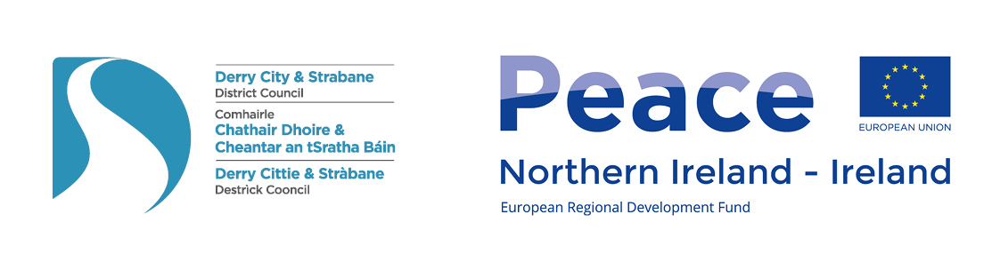 Derry City & Strabane
District Council
Comhairle
Chathair Dhoire &
Cheantar an tSratha Báin
Derry Cittie & Stràbane
Destrìck Cooncil
Peace
EUROPEAN UNION
Northern Ireland - Ireland
European Regional Development Fund